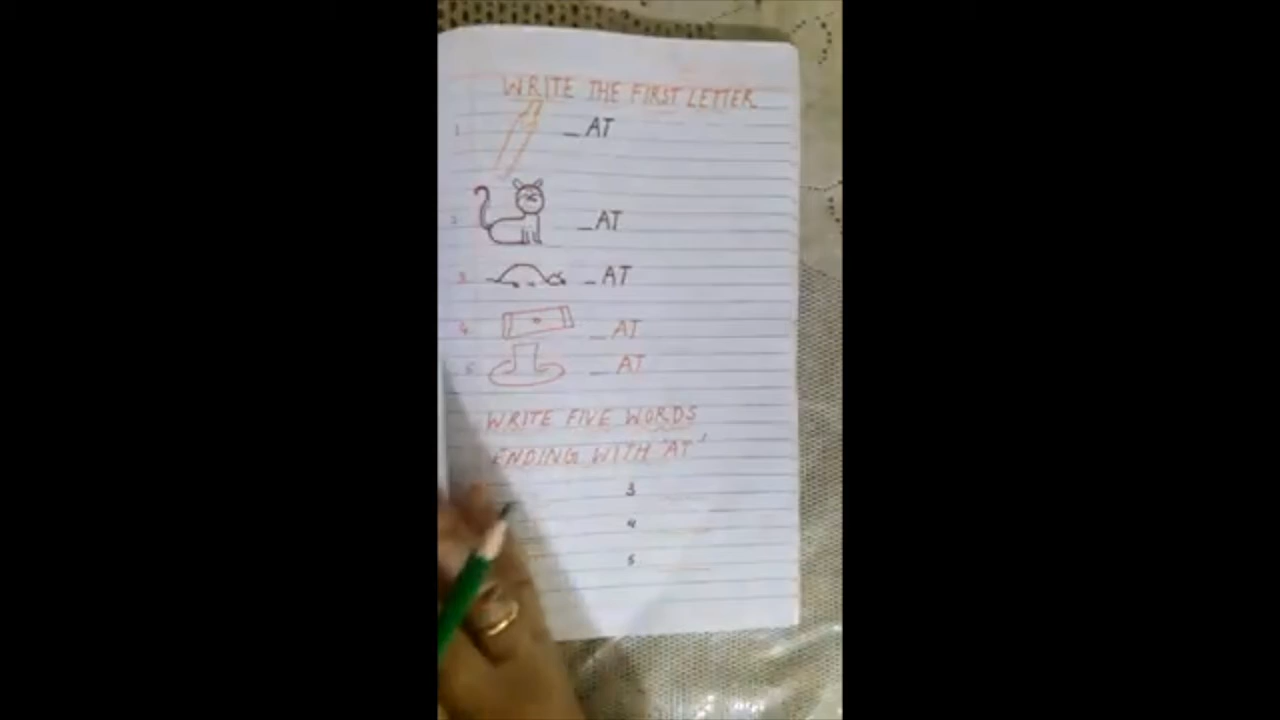 WRITE THE FIRST LETTER
1 _AT
2 _AT
3 _AT
4 _AT
5 _AT
WRITE FIVE WORDS
ENDING WITH 'AT'
3
4
5